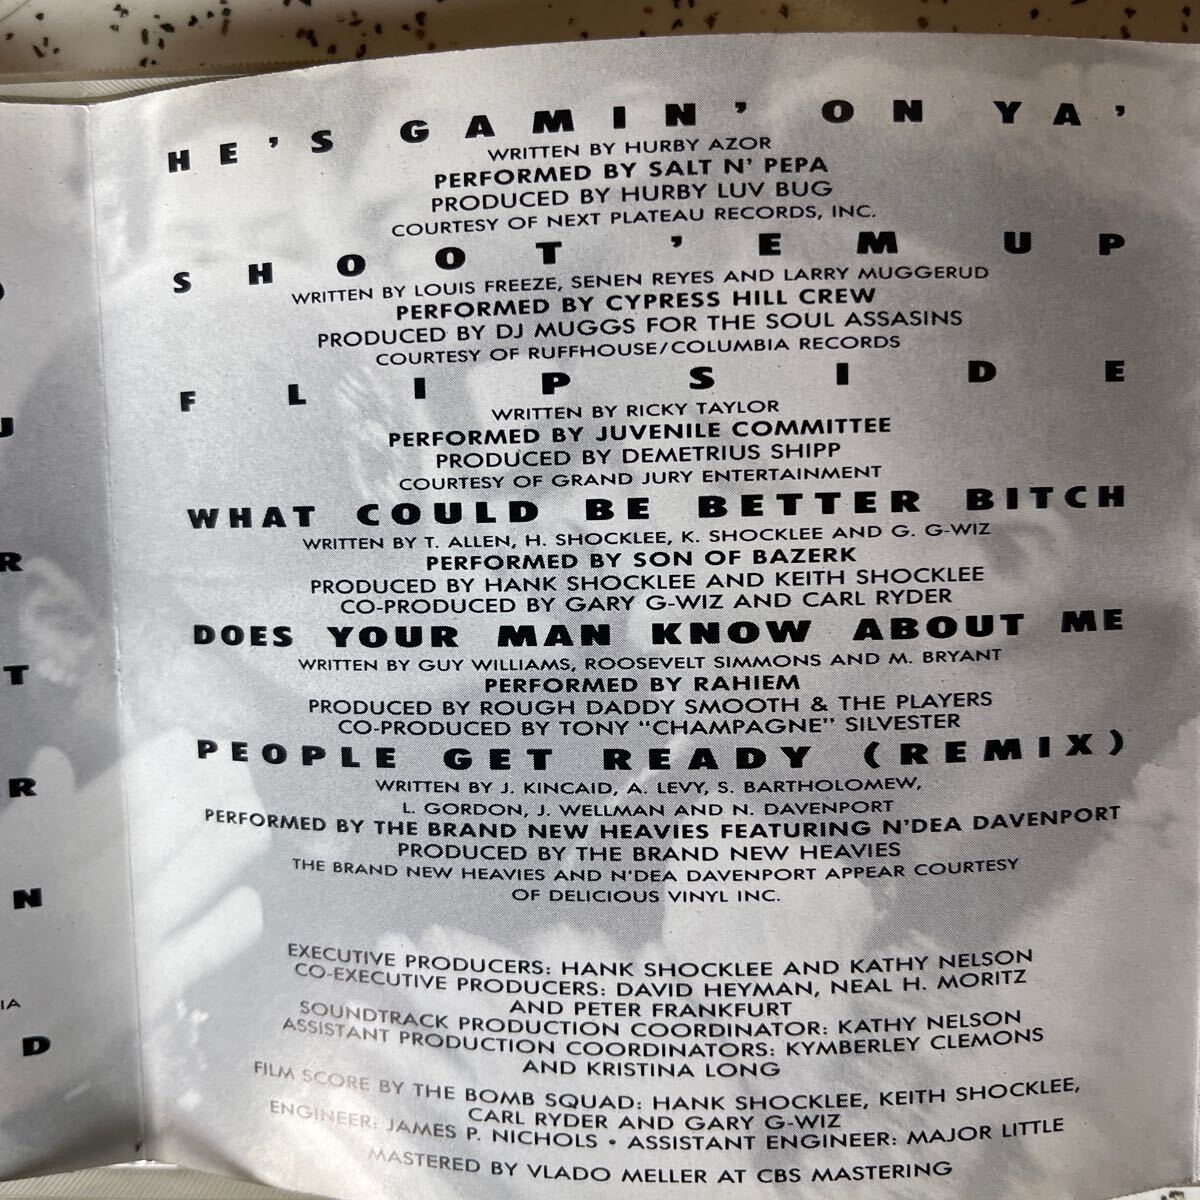 HE'S GAMIN' ON YA'
WRITTEN BY HURBY AZOR
PERFORMED BY SALT N' PEPA
PRODUCED BY HURBY LUV BUG
COURTESY OF NEXT PLATEAU RECORDS, INC.
SHOOT 'EM UP
WRITTEN BY LOUIS FREEZE, SENEN REYES AND LARRY MUGGERUD
PERFORMED BY CYPRESS HILL CREW
PRODUCED BY DJ MUGGS FOR THE SOUL ASSASINS
COURTESY OF RUFFHOUSE/COLUMBIA RECORDS
FLIPSIDE
WRITTEN BY RICKY TAYLOR
PERFORMED BY JUVENILE COMMITTEE
PRODUCED BY DEMETRIUS SHIPP
COURTESY OF GRAND JURY ENTERTAINMENT
WHAT COULD BE BETTER BITCH
WRITTEN BY T. ALLEN, H. SHOCKLEE, K. SHOCKLEE AND G. G-WIZ
PERFORMED BY SON OF BAZERK
PRODUCED BY HANK SHOCKLEE AND KEITH SHOCKLEE
CO-PRODUCED BY GARY G-WIZ AND CARL RYDER
DOES YOUR MAN KNOW ABOUT ME
WRITTEN BY GUY WILLIAMS, ROOSEVELT SIMMONS AND M. BRYANT
PERFORMED BY RAHIEM
PRODUCED BY ROUGH DADDY SMOOTH & THE PLAYERS
CO-PRODUCED BY TONY "CHAMPAGNE" SILVESTER
PEOPLE GET READY (REMIX)
WRITTEN BY J. KINCAID, A. LEVY, S. BARTHOLOMEW,
L. GORDON, J. WELLMAN AND N. DAVENPORT
PERFORMED BY THE BRAND NEW HEAVIES FEATURING N'DEA DAVENPORT
PRODUCED BY THE BRAND NEW HEAVIES
THE BRAND NEW HEAVIES AND N'DEA DAVENPORT APPEAR COURTESY
OF DELICIOUS VINYL INC.
EXECUTIVE PRODUCERS: HANK SHOCKLEE AND KATHY NELSON
CO-EXECUTIVE PRODUCERS: DAVID HEYMAN, NEAL H. MORITZ
AND PETER FRANKFURT
SOUNDTRACK PRODUCTION COORDINATOR: KATHY NELSON
ASSISTANT PRODUCTION COORDINATORS: KYMBERLEY CLEMONS
AND KRISTINA LONG
FILM SCORE BY THE BOMB SQUAD: HANK SHOCKLEE, KEITH SHOCKLEE,
CARL RYDER AND GARY G-WIZ
ENGINEER: JAMES P. NICHOLS • ASSISTANT ENGINEER: MAJOR LITTLE
MASTERED BY VLADO MELLER AT CBS MASTERING